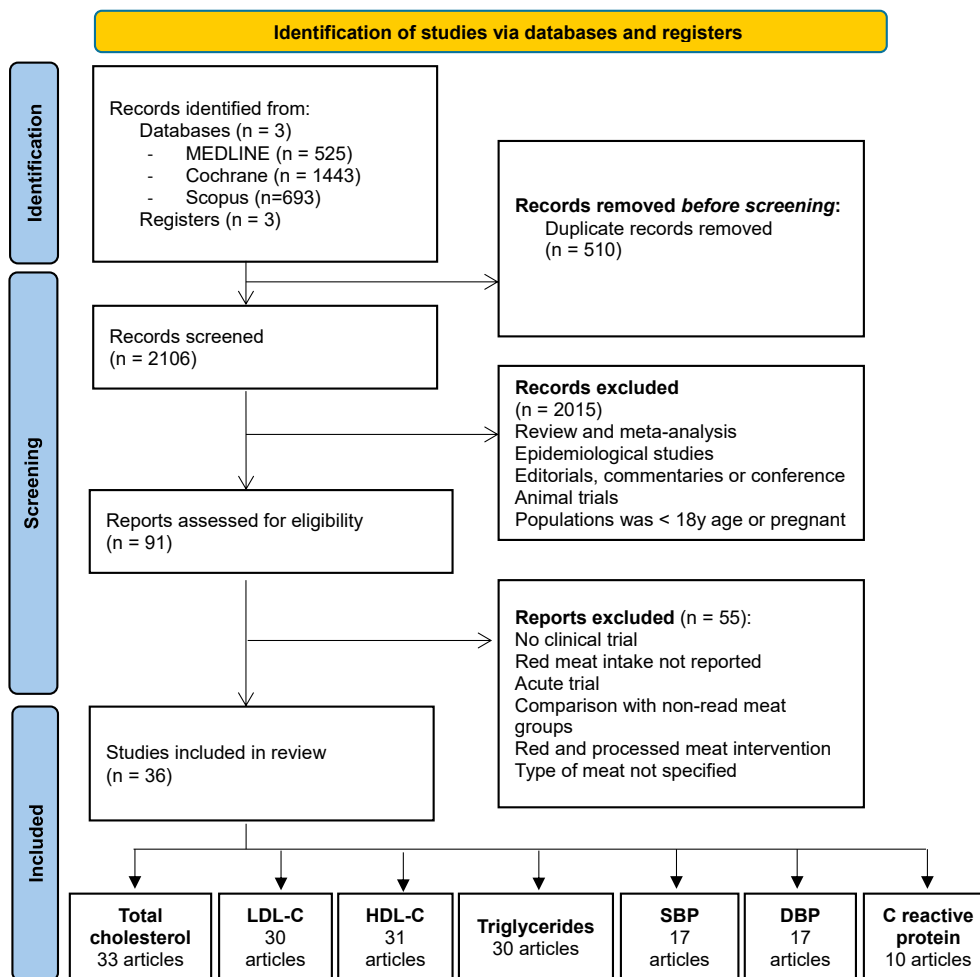 Identification of studies via databases and registers
Identification
Records identified from:
Databases (n = 3)
- MEDLINE (n = 525)
- Cochrane (n = 1443)
- Scopus (n=693)
Registers (n = 3)
Records removed before screening:
Duplicate records removed
(n = 510)
Screening
Records screened
(n = 2106)
Records excluded
(n = 2015)
Review and meta-analysis
Epidemiological studies
Editorials, commentaries or conference
Animal trials
Populations was < 18y age or pregnant
Reports assessed for eligibility
(n = 91)
Reports excluded (n = 55):
No clinical trial
Red meat intake not reported
Acute trial
Comparison with non-read meat
groups
Red and processed meat intervention
Type of meat not specified
Included
Studies included in review
(n = 36)
Total
cholesterol
33 articles
LDL-C
30
articles
HDL-C
31
articles
Triglycerides
30 articles
SBP
17
articles
DBP
17
articles
C reactive
protein
10 articles